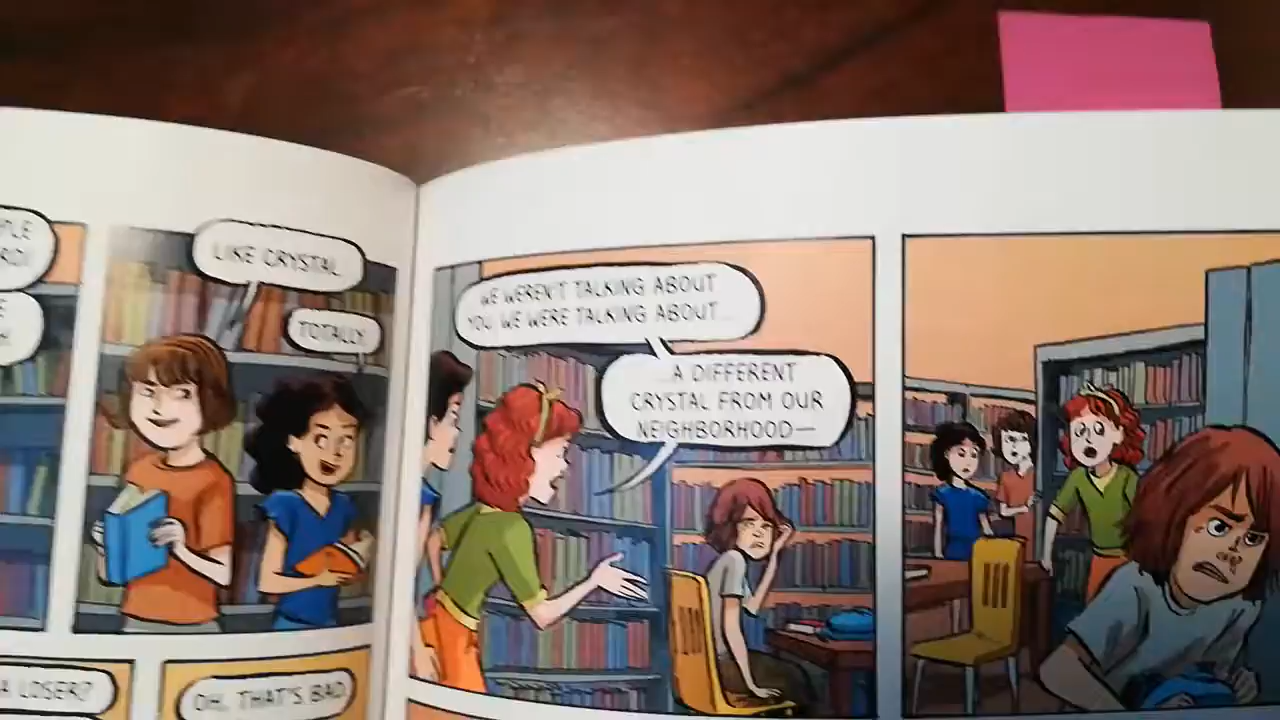 LIKE CRYSTAL
TOTALLY
A LOSER?
OH, THAT'S BAD
WE WEREN'T TALKING ABOUT
YOU WE WERE TALKING ABOUT...
...A DIFFERENT
CRYSTAL FROM OUR
NEIGHBORHOOD—